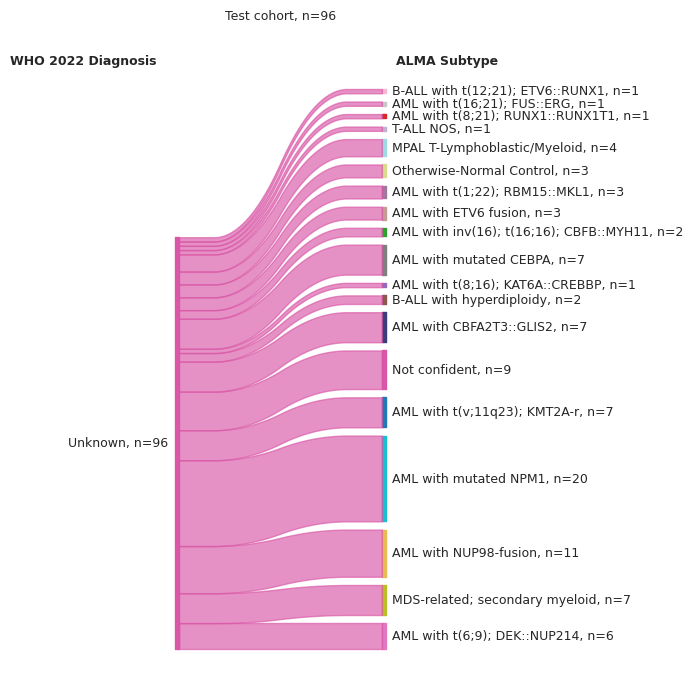 Test cohort, n=96
WHO 2022 Diagnosis
ALMA Subtype
B-ALL with t(12;21); ETV6::RUNX1, n=1
AML with t(16;21); FUS::ERG, n=1
AML with t(8;21); RUNX1::RUNX1T1, n=1
T-ALL NOS, n=1
MPAL T-Lymphoblastic/Myeloid, n=4
Otherwise-Normal Control, n=3
AML with t(1;22); RBM15::MKL1, n=3
AML with ETV6 fusion, n=3
AML with inv(16); t(16;16); CBFB::MYH11, n=2
AML with mutated CEBPA, n=7
AML with t(8;16); KAT6A::CREBBP, n=1
B-ALL with hyperdiploidy, n=2
AML with CBFA2T3::GLIS2, n=7
Not confident, n=9
AML with t(v;11q23); KMT2A-r, n=7
Unknown, n=96
AML with mutated NPM1, n=20
AML with NUP98-fusion, n=11
MDS-related; secondary myeloid, n=7
AML with t(6;9); DEK::NUP214, n=6